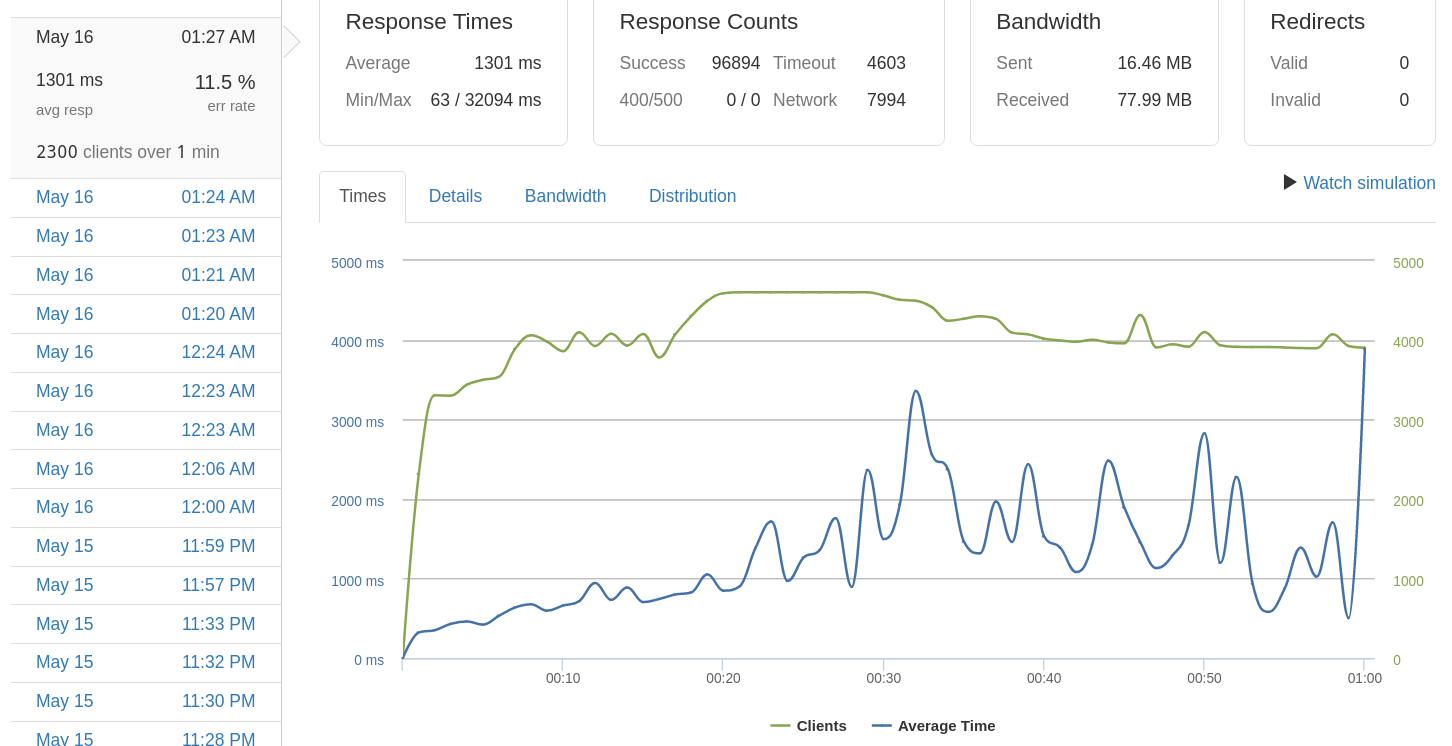 May 16 01:27 AM
1301 ms 11.5 %
avg resp err rate
2300 clients over 1 min
May 16 01:24 AM
May 16 01:23 AM
May 16 01:21 AM
May 16 01:20 AM
May 16 12:24 AM
May 16 12:23 AM
May 16 12:23 AM
May 16 12:06 AM
May 16 12:00 AM
May 15 11:59 PM
May 15 11:57 PM
May 15 11:33 PM
May 15 11:32 PM
May 15 11:30 PM
May 15 11:28 PM
Response Times
Average 1301 ms
Min/Max 63 / 32094 ms
Response Counts
Success 96894 Timeout 4603
400/500 0 / 0 Network 7994
Bandwidth
Sent 16.46 MB
Received 77.99 MB
Redirects
Valid 0
Invalid 0
Times Details Bandwidth Distribution
Watch simulation
5000 ms 5000
4000 ms 4000
3000 ms 3000
2000 ms 2000
1000 ms 1000
0 ms 0
00:10 00:20 00:30 00:40 00:50 01:00
Clients Average Time